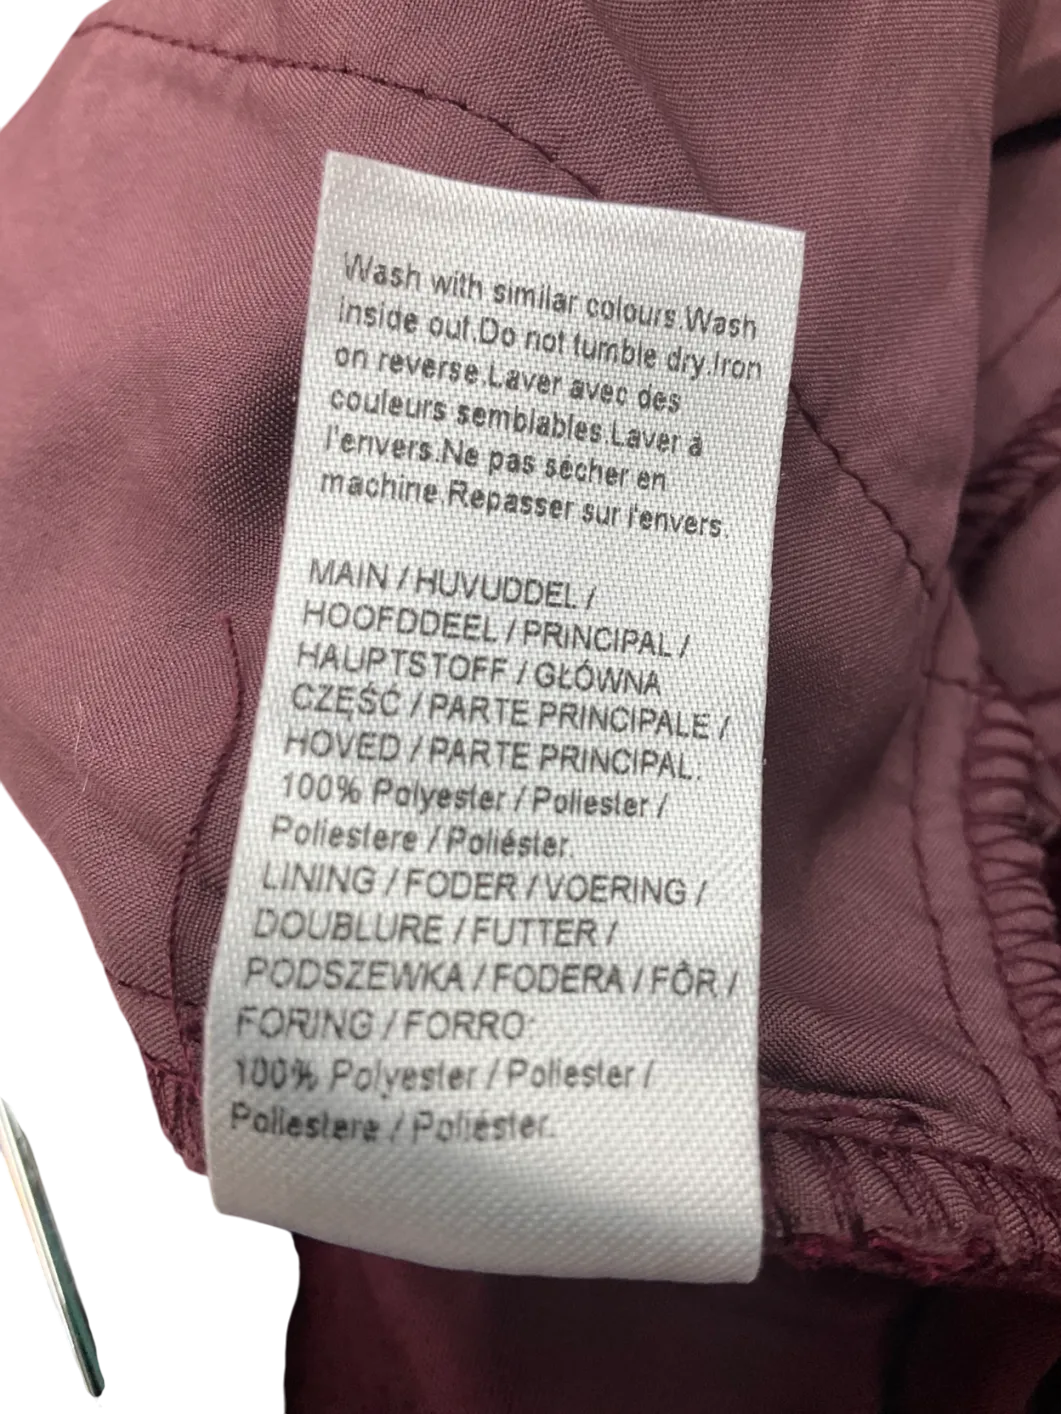 Wash with similar colours.Wash
inside out.Do not tumble dry.Iron
on reverse.Laver avec des
couleurs semblables.Laver à
l'envers.Ne pas sécher en
machine.Repasser sur l'envers.
MAIN / HUVUDDEL /
HOOFDDEEL / PRINCIPAL /
HAUPTSTOFF / GŁÓWNA
CZĘŚĆ / PARTE PRINCIPALE /
HOVED / PARTE PRINCIPAL:
100% Polyester / Poliester /
Poliestere / Poliéster.
LINING / FODER / VOERING /
DOUBLURE / FUTTER /
PODSZEWKA / FODERA / FÔR /
FORING / FORRO:
100% Polyester / Poliester /
Poliestere / Poliéster.